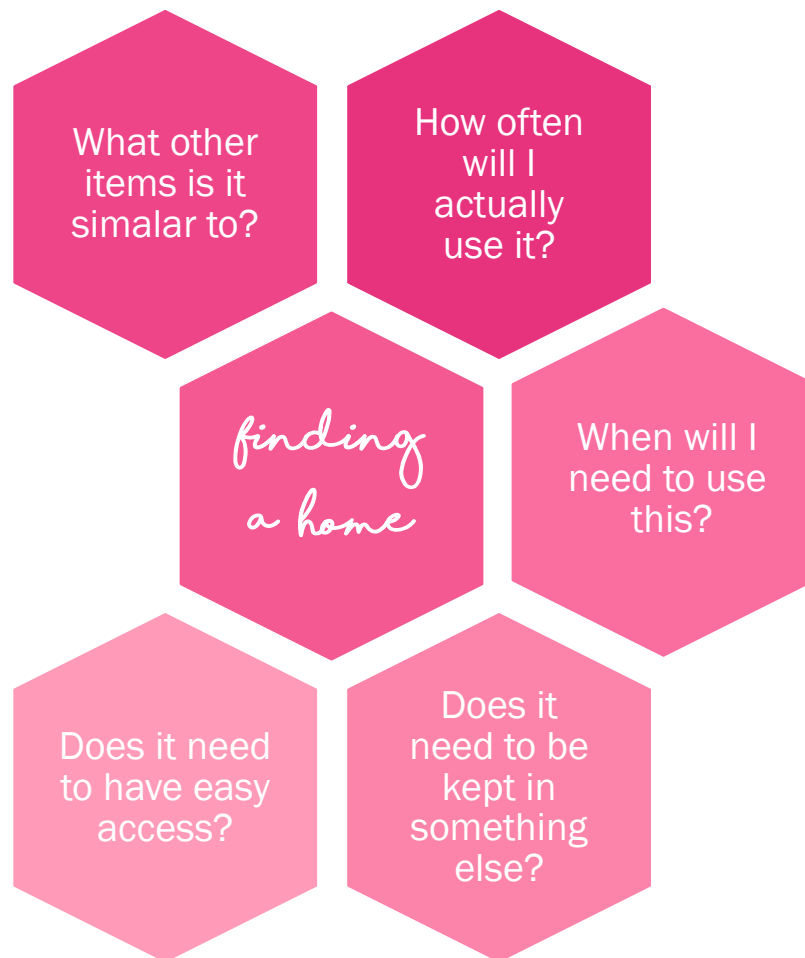 What other
items is it
simalar to?
How often
will I
actually
use it?
finding
a home
When will I
need to use
this?
Does it need
to have easy
access?
Does it
need to be
kept in
something
else?